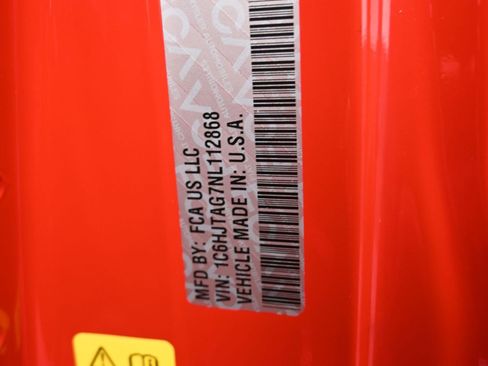 MFD BY: FCA US LLC
VIN: 1C6HJTAG7NL112868
VEHICLE MADE IN: U.S.A.